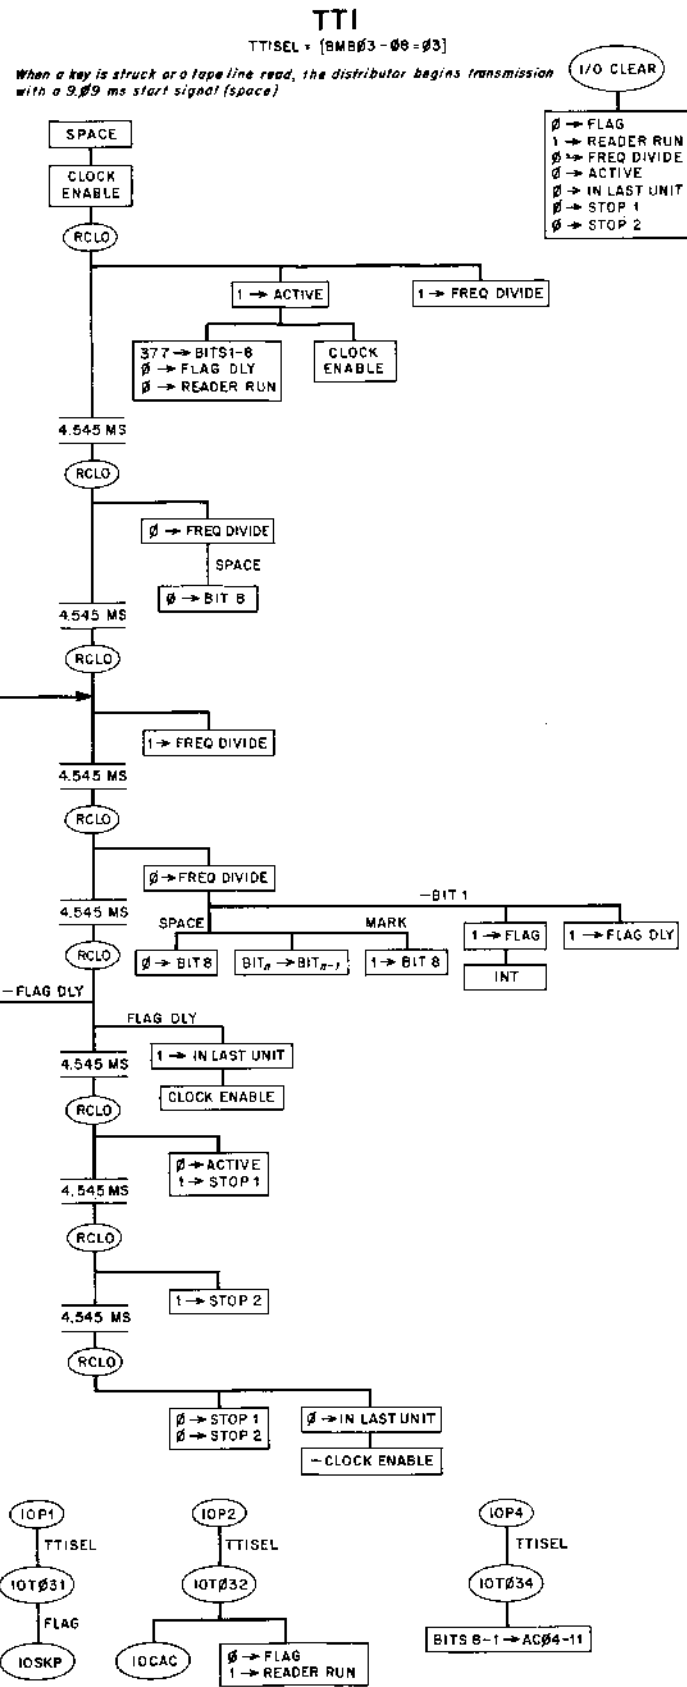 TTI
TTISEL = [BMBØ3-Ø8=Ø3]
When a key is struck or a tape line read, the distributor begins transmission
with a 9.Ø9 ms start signal (space)
I/O CLEAR
Ø → FLAG
1 → READER RUN
Ø → FREQ DIVIDE
Ø → ACTIVE
Ø → IN LAST UNIT
Ø → STOP 1
Ø → STOP 2
SPACE
CLOCK
ENABLE
RCLO
1 → ACTIVE
1 → FREQ DIVIDE
377 → BITS 1-8
Ø → FLAG DLY
Ø → READER RUN
CLOCK
ENABLE
4.545 MS
RCLO
Ø → FREQ DIVIDE
SPACE
Ø → BIT 8
4.545 MS
RCLO
1 → FREQ DIVIDE
4.545 MS
RCLO
Ø → FREQ DIVIDE
−BIT 1
4.545 MS
SPACE
MARK
1 → FLAG
1 → FLAG DLY
RCLO
Ø → BIT 8
BITn → BITn-1
1 → BIT 8
INT
−FLAG DLY
FLAG DLY
1 → IN LAST UNIT
4.545 MS
CLOCK ENABLE
RCLO
Ø → ACTIVE
1 → STOP 1
4.545 MS
RCLO
1 → STOP 2
4.545 MS
RCLO
Ø → STOP 1
Ø → STOP 2
Ø → IN LAST UNIT
−CLOCK ENABLE
IOP1
IOP2
IOP4
TTISEL
TTISEL
TTISEL
IOTØ31
IOTØ32
IOTØ34
FLAG
BITS 8-1 → ACØ4-11
IOSKP
IOCAC
Ø → FLAG
1 → READER RUN